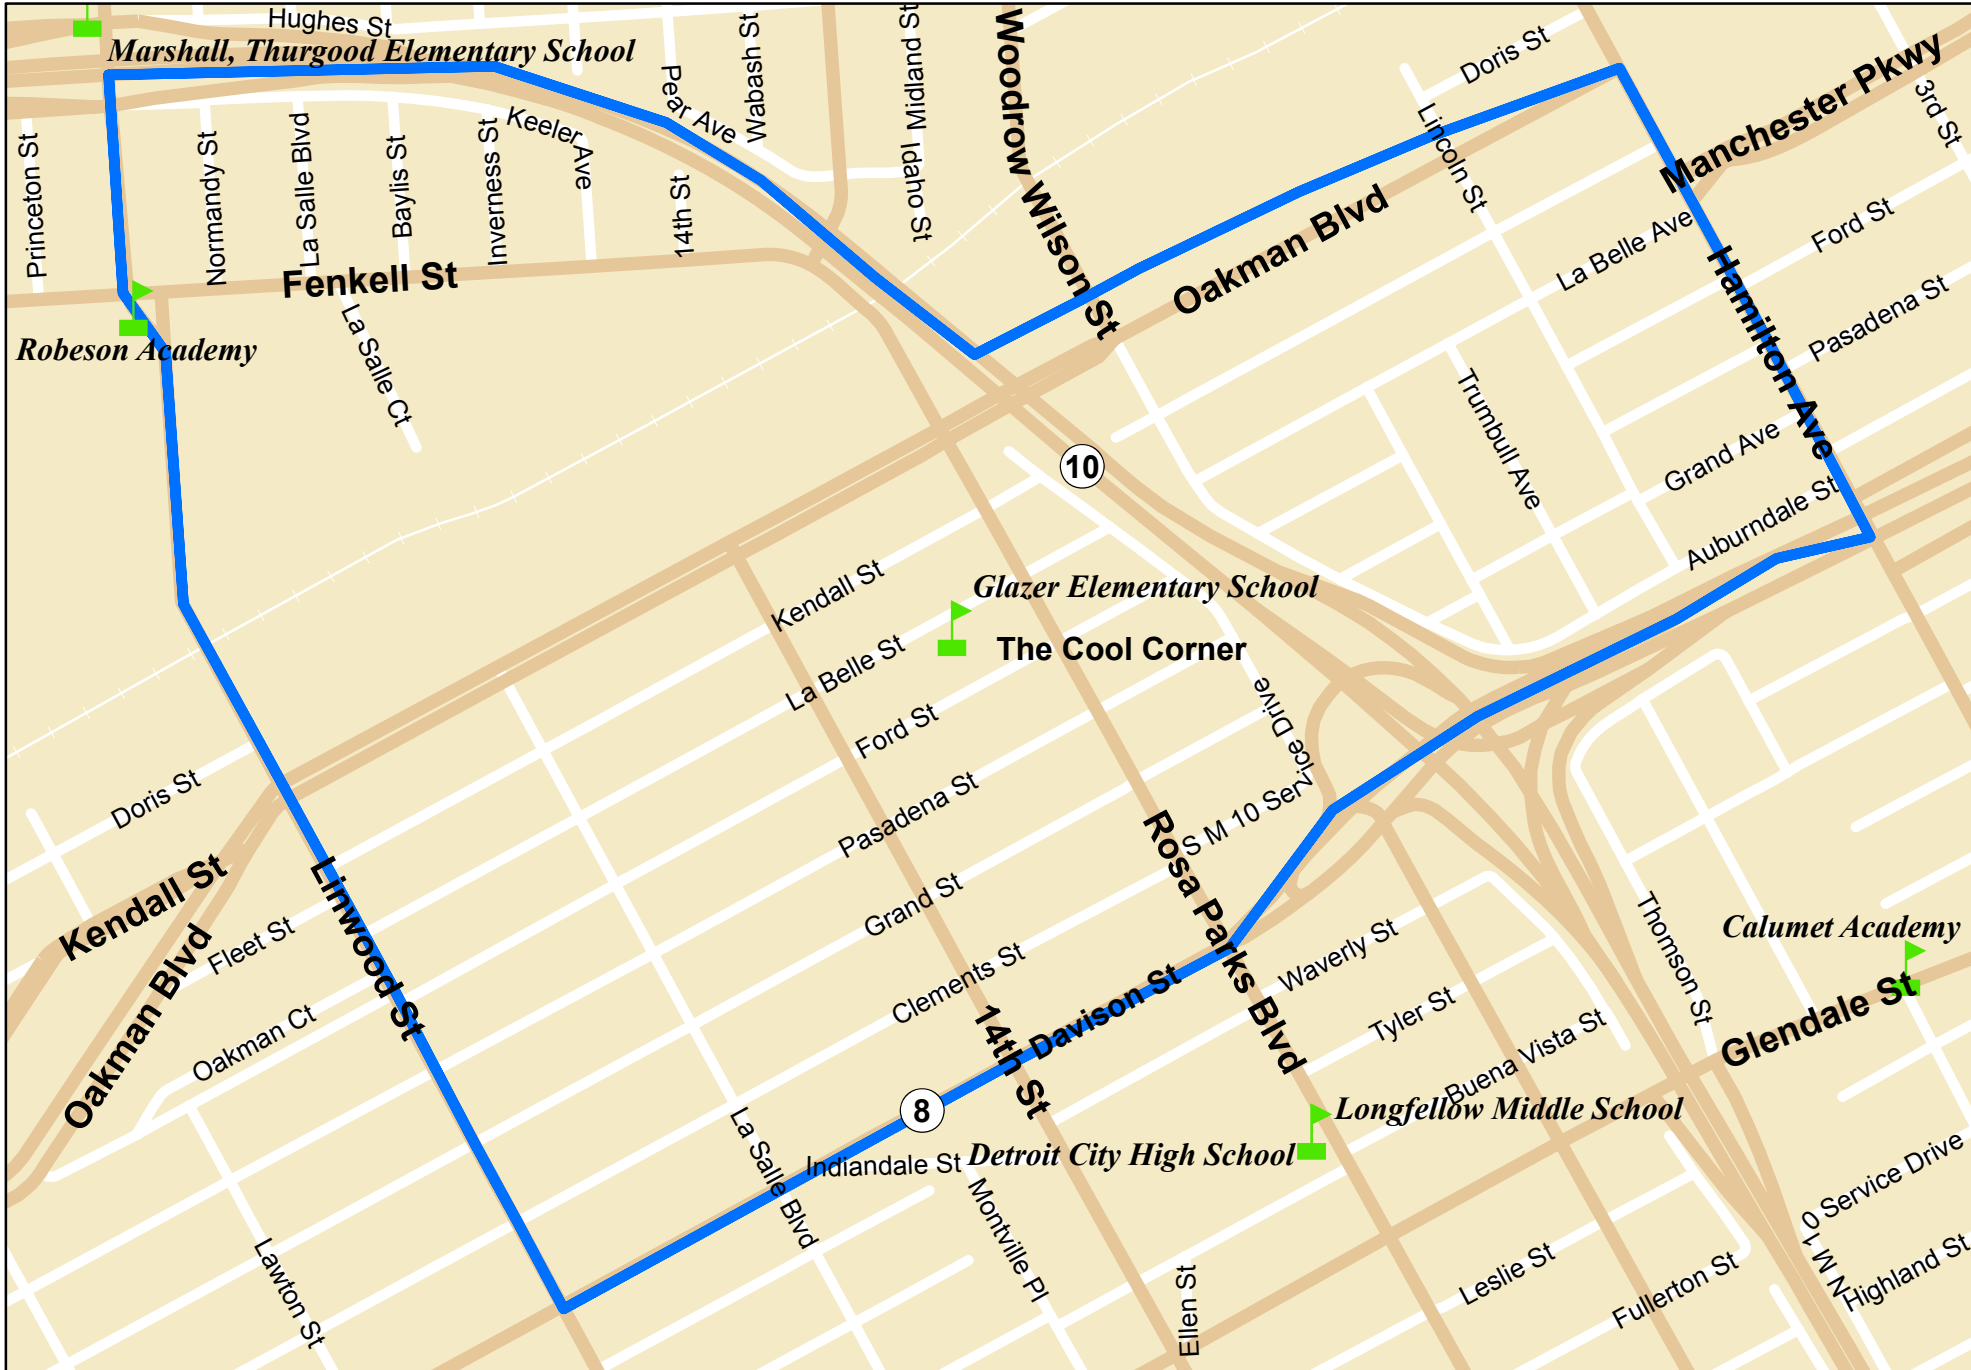 Hughes St
Marshall, Thurgood Elementary School
Wabash St
Midland St
Idaho St
Woodrow Wilson St
Doris St
Manchester Pkwy
3rd St
Pear Ave
Keeler Ave
Princeton St
Normandy St
La Salle Blvd
Baylis St
Inverness St
14th St
Lincoln St
Oakman Blvd
La Belle Ave
Ford St
Hamilton Ave
Pasadena St
Fenkell St
Robeson Academy
La Salle Ct
Trumbull Ave
Grand Ave
10
Auburndale St
Kendall St
Glazer Elementary School
The Cool Corner
La Belle St
Ford St
Doris St
Pasadena St
S M 10 Service Drive
Kendall St
Linwood St
Rosa Parks Blvd
Grand St
Fleet St
Oakman Blvd
Oakman Ct
Clements St
Waverly St
Thomson St
Calumet Academy
Glendale St
14th St
Davison St
Tyler St
Buena Vista St
8
Longfellow Middle School
Detroit City High School
Indiandale St
La Salle Blvd
Montville Pl
Lawton St
Ellen St
Leslie St
Fullerton St
N M 10 Service Drive
Highland St